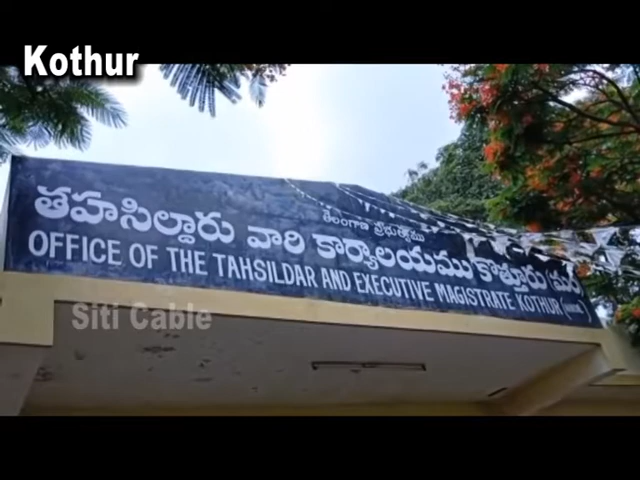 Kothur
తెలంగాణ ప్రభుత్వము
తహసిల్దారు వారి కార్యాలయము కొత్తూరు
OFFICE OF THE TAHSILDAR AND EXECUTIVE MAGISTRATE KOTHUR
Siti Cable